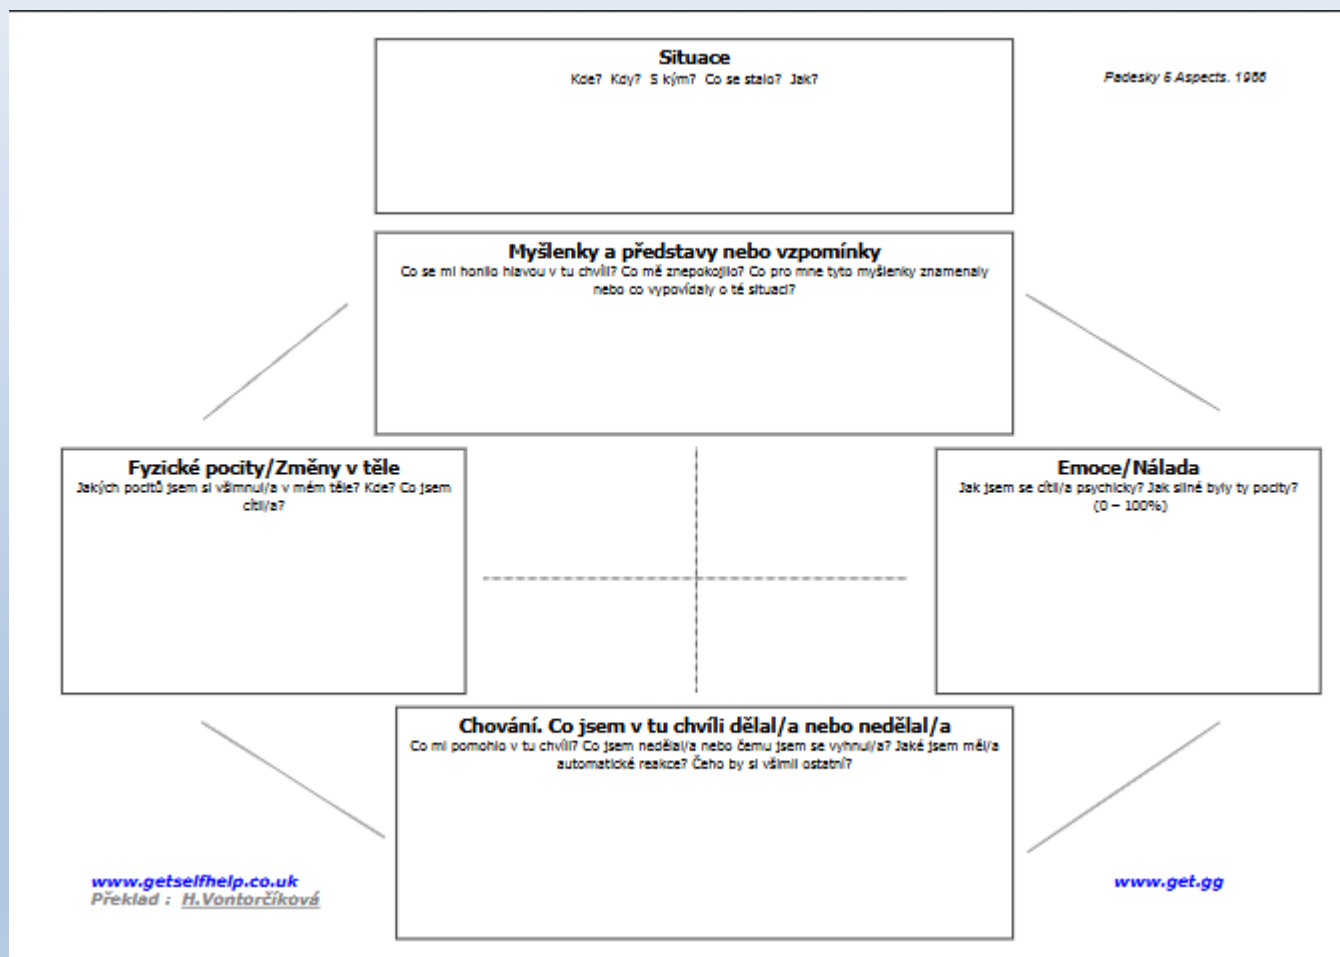 Situace
Kde? Kdy? S kým? Co se stalo? Jak?
Padesky 5 Aspects. 1986
Myšlenky a představy nebo vzpomínky
Co se mi honilo hlavou v tu chvíli? Co mě znepokojilo? Co pro mne tyto myšlenky znamenaly
nebo co vypovídaly o té situaci?
Fyzické pocity/Změny v těle
Jakých pocitů jsem si všimnul/a v mém těle? Kde? Co jsem
cítil/a?
Emoce/Nálada
Jak jsem se cítil/a psychicky? Jak silné byly ty pocity?
(0 – 100%)
Chování. Co jsem v tu chvíli dělal/a nebo nedělal/a
Co mi pomohlo v tu chvíli? Co jsem nedělal/a nebo čemu jsem se vyhnul/a? Jaké jsem měl/a
automatické reakce? Čeho by si všimli ostatní?
www.getselfhelp.co.uk
Překlad : H.Vontorčíková
www.get.gg